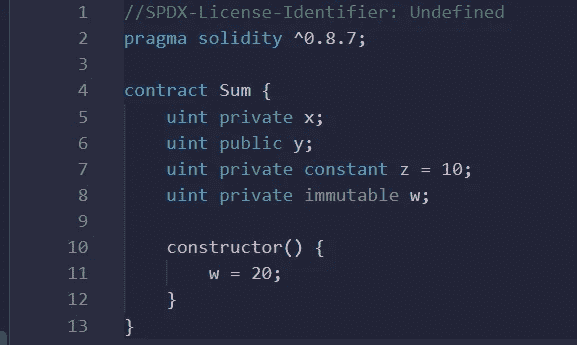 1 //SPDX-License-Identifier: Undefined
2 pragma solidity ^0.8.7;
3
4 contract Sum {
5     uint private x;
6     uint public y;
7     uint private constant z = 10;
8     uint private immutable w;
9
10     constructor() {
11         w = 20;
12     }
13 }